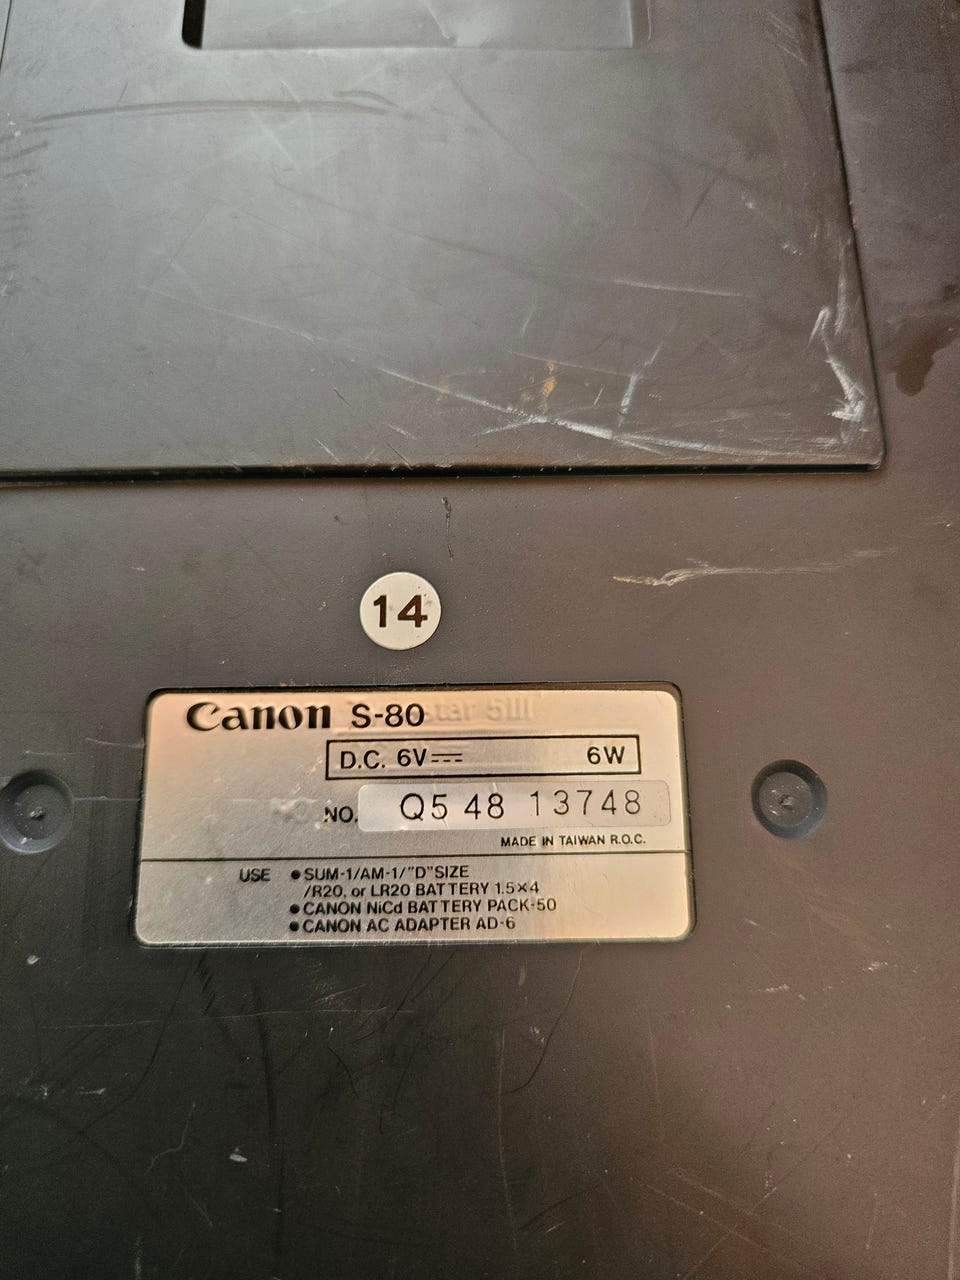 14
Canon S-80
D.C. 6V⎓ 6W
NO. Q5 48 13748
MADE IN TAIWAN R.O.C.
USE ●SUM-1/AM-1/"D"SIZE
/R20, or LR20 BATTERY 1.5×4
●CANON NiCd BATTERY PACK-50
●CANON AC ADAPTER AD-6